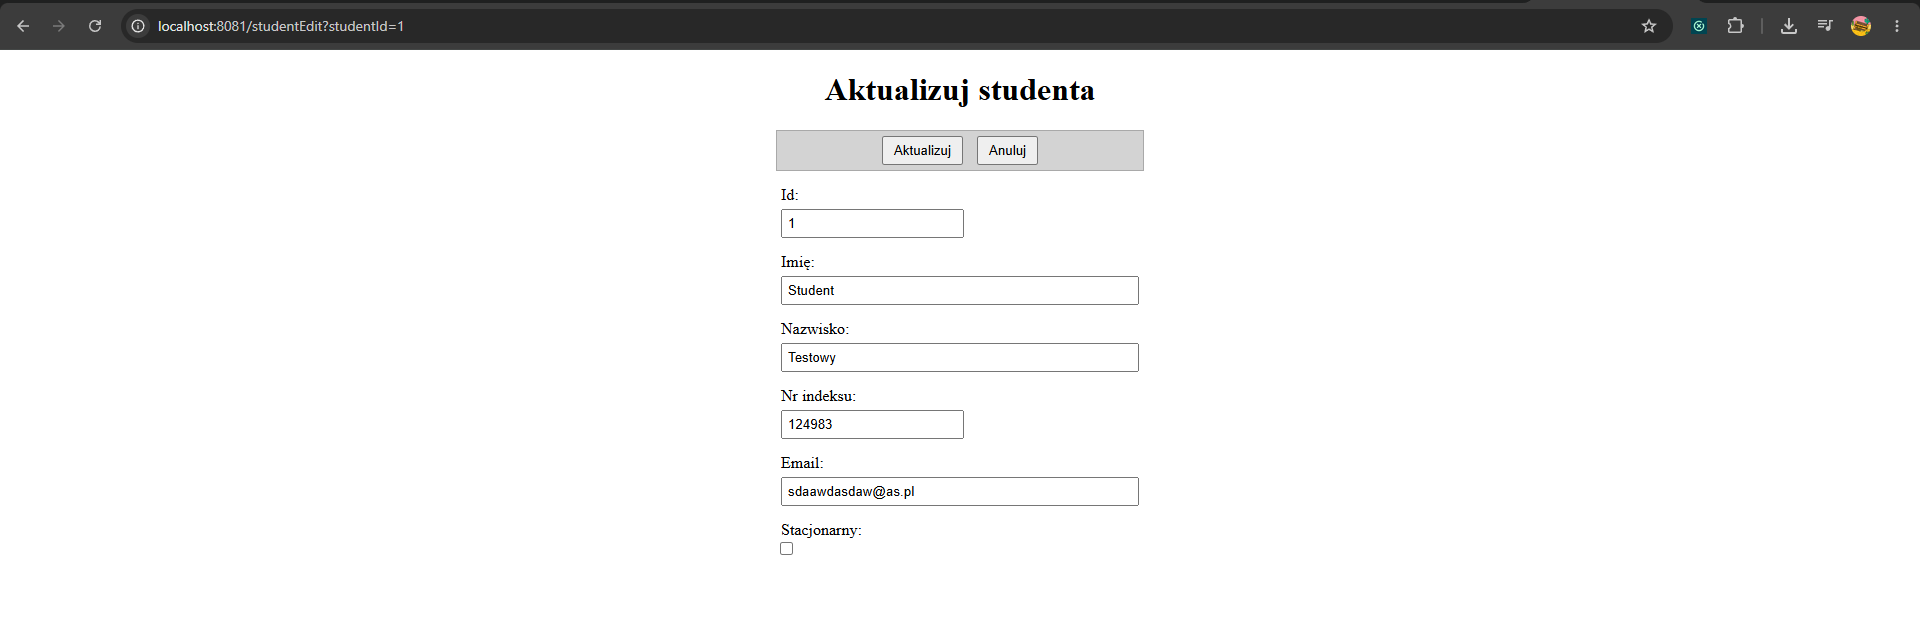 localhost:8081/studentEdit?studentId=1
Aktualizuj studenta
Aktualizuj Anuluj
Id:
1
Imię:
Student
Nazwisko:
Testowy
Nr indeksu:
124983
Email:
sdaawdasdaw@as.pl
Stacjonarny: